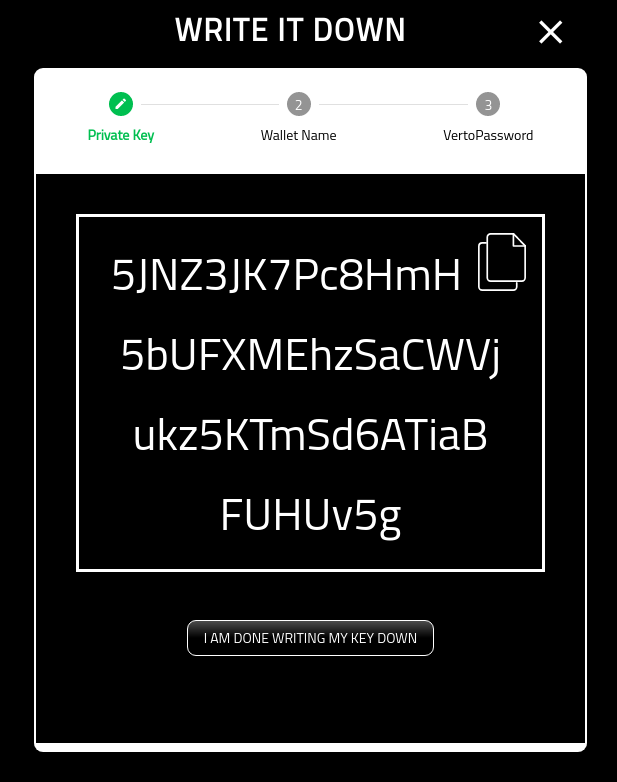 WRITE IT DOWN
2
3
Private Key
Wallet Name
VertoPassword
5JNZ3JK7Pc8HmH
5bUFXMEhzSaCWVj
ukz5KTmSd6ATiaB
FUHUv5g
I AM DONE WRITING MY KEY DOWN